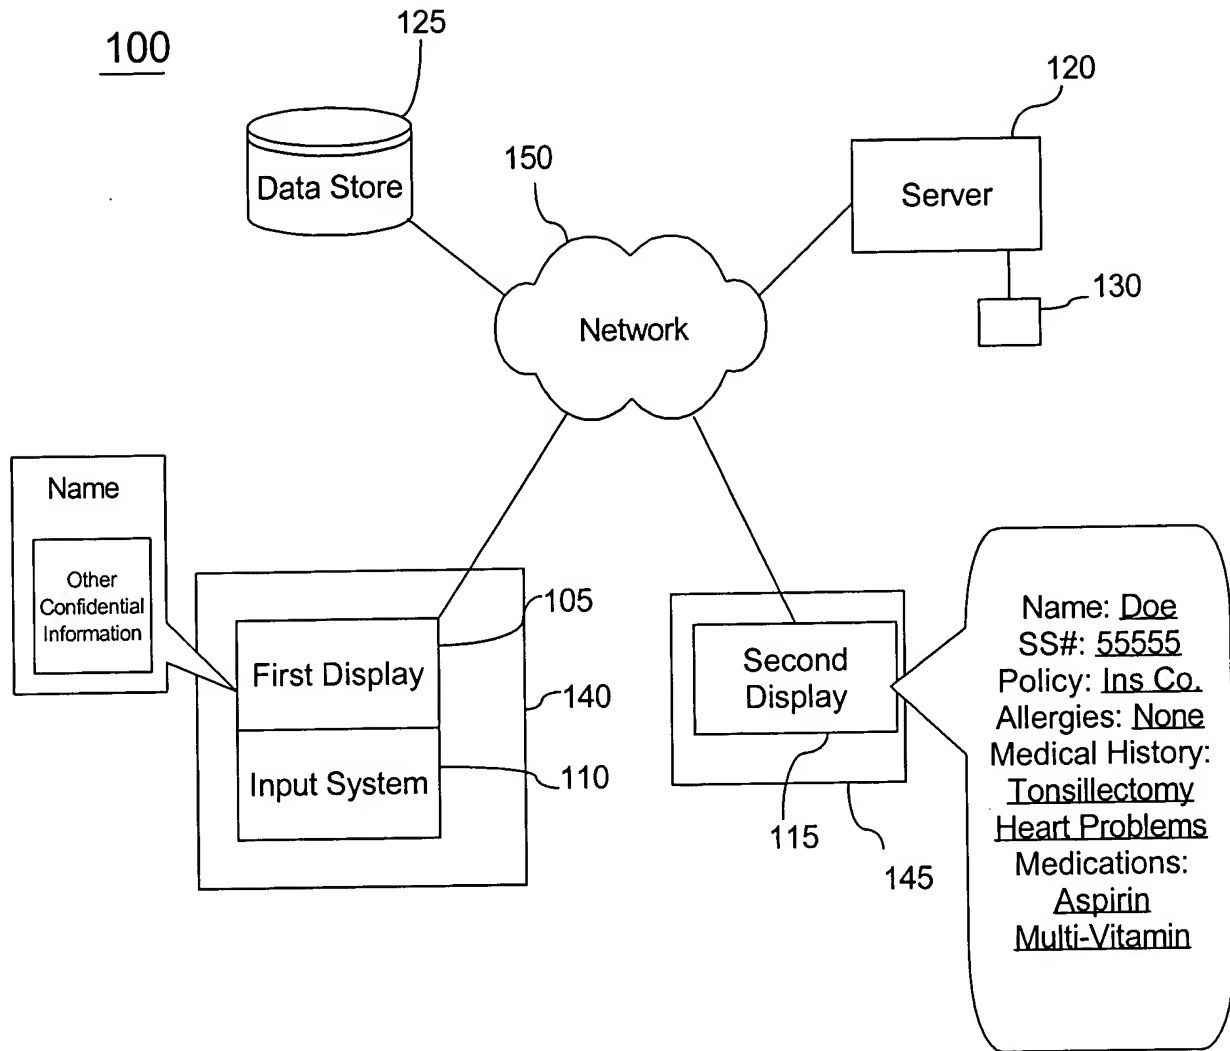 100
125
Data Store
150
120
Server
130
Network
Name
Other
Confidential
Information
First Display
105
140
Input System
110
Second
Display
115
145
Name: Doe
SS#: 55555
Policy: Ins Co.
Allergies: None
Medical History:
Tonsillectomy
Heart Problems
Medications:
Aspirin
Multi-Vitamin